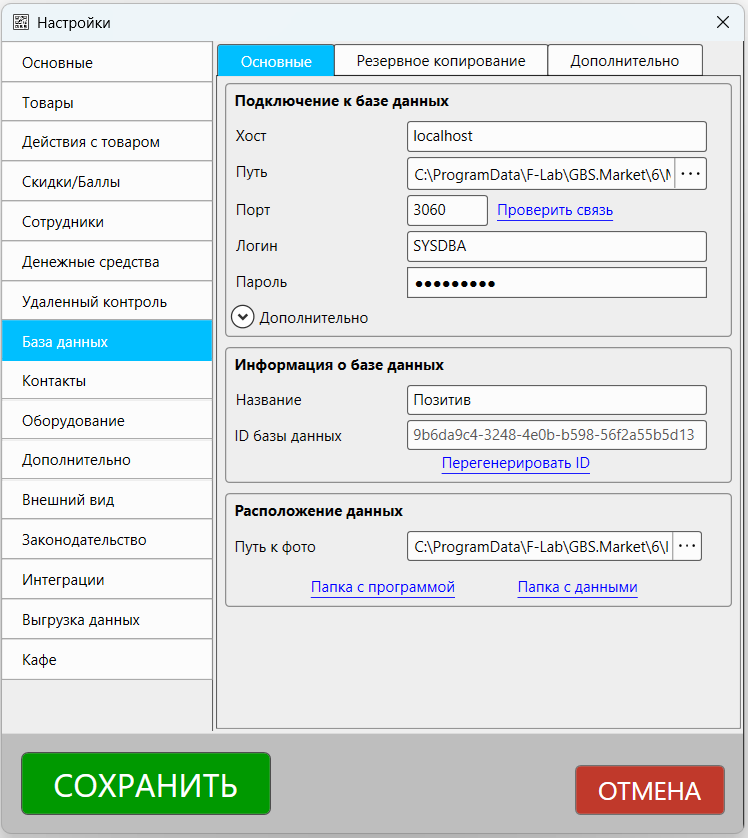 Настройки
Основные
Товары
Действия с товаром
Скидки/Баллы
Сотрудники
Денежные средства
Удаленный контроль
База данных
Контакты
Оборудование
Дополнительно
Внешний вид
Законодательство
Интеграции
Выгрузка данных
Кафе
Основные Резервное копирование Дополнительно
Подключение к базе данных
Хост localhost
Путь C:\ProgramData\F-Lab\GBS.Market\6\ ...
Порт 3060 Проверить связь
Логин SYSDBA
Пароль •••••••••
Дополнительно
Информация о базе данных
Название Позитив
ID базы данных 9b6da9c4-3248-4e0b-b598-56f2a55b5d13
Перегенерировать ID
Расположение данных
Путь к фото C:\ProgramData\F-Lab\GBS.Market\6\ ...
Папка с программой Папка с данными
СОХРАНИТЬ ОТМЕНА